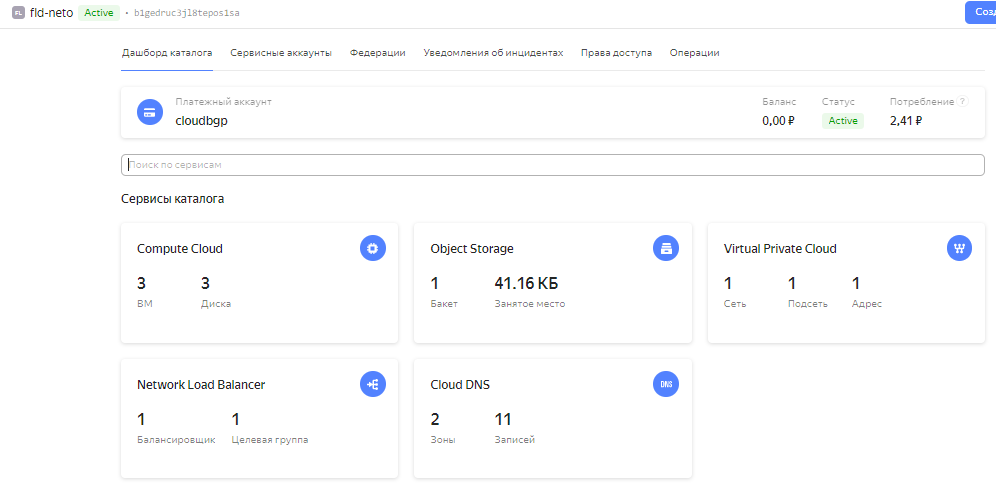 FL fld-neto Active • b1gedruc3jl8tepos1sa Созд
Дашборд каталога Сервисные аккаунты Федерации Уведомления об инцидентах Права доступа Операции
Платежный аккаунт Баланс Статус Потребление ?
cloudbgp 0,00 ₽ Active 2,41 ₽
Поиск по сервисам
Сервисы каталога
Compute Cloud Object Storage Virtual Private Cloud
3 3 1 41.16 КБ 1 1 1
ВМ Диска Бакет Занятое место Сеть Подсеть Адрес
Network Load Balancer Cloud DNS DNS
1 1 2 11
Балансировщик Целевая группа Зоны Записей